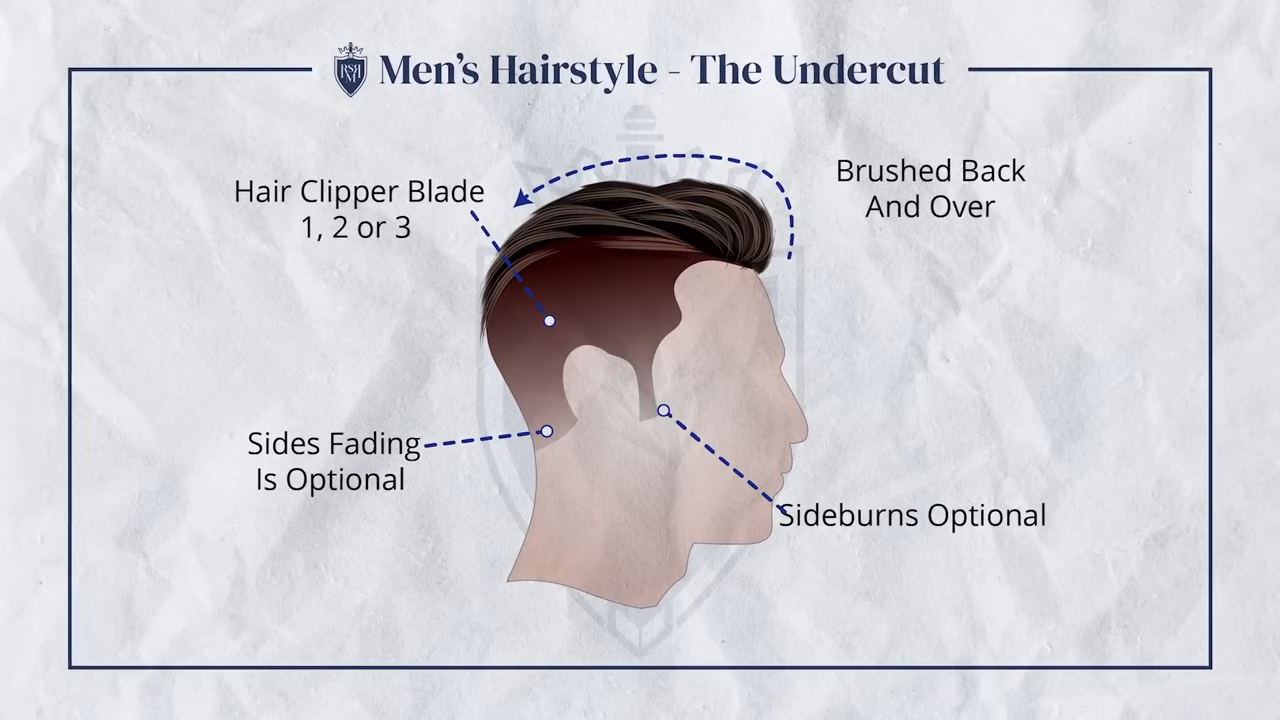 Men's Hairstyle - The Undercut
Hair Clipper Blade
1, 2 or 3
Brushed Back
And Over
Sides Fading
Is Optional
Sideburns Optional